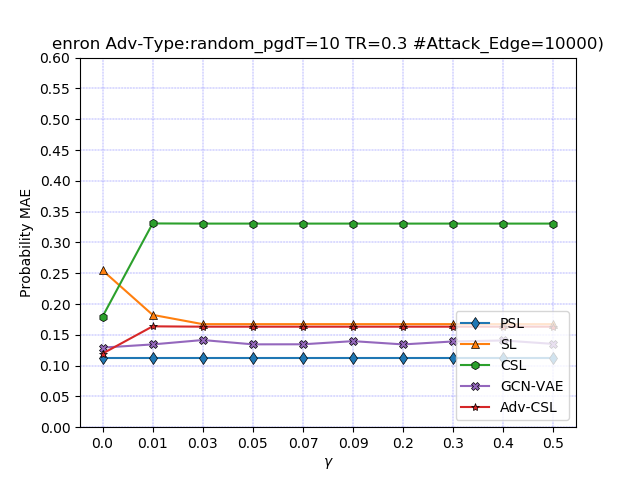 enron Adv-Type:random_pgdT=10 TR=0.3 #Attack_Edge=10000)
0.60
0.55
0.50
0.45
0.40
0.35
0.30
0.25
0.20
0.15
0.10
0.05
0.00
Probability MAE
PSL
SL
CSL
GCN-VAE
Adv-CSL
0.0 0.01 0.03 0.05 0.07 0.09 0.2 0.3 0.4 0.5
γ